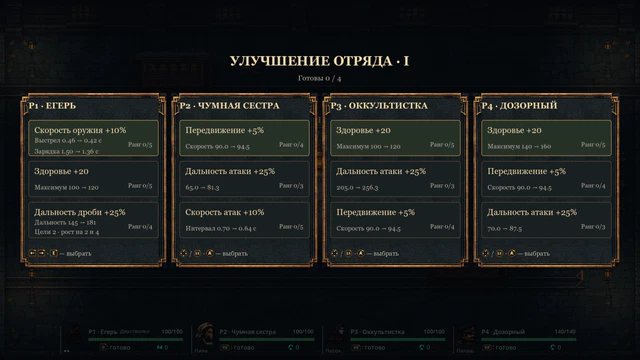 УЛУЧШЕНИЕ ОТРЯДА · I
Готовы 0 / 4
P1 · ЕГЕРЬ
Скорость оружия +10%
Выстрел 0.46 → 0.42 с
Зарядка 1.50 → 1.36 с
Ранг 0/5
Здоровье +20
Максимум 100 → 120
Ранг 0/5
Дальность дроби +25%
Дальность 145 → 181
Цели 2 · рост на 2 и 4
Ранг 0/4
— выбрать
P2 · ЧУМНАЯ СЕСТРА
Передвижение +5%
Скорость 90.0 → 94.5
Ранг 0/4
Дальность атаки +25%
65.0 → 81.3
Ранг 0/3
Скорость атак +10%
Интервал 0.70 → 0.64 с
Ранг 0/5
— выбрать
P3 · ОККУЛЬТИСТКА
Здоровье +20
Максимум 100 → 120
Ранг 0/5
Дальность атаки +25%
205.0 → 256.3
Ранг 0/3
Передвижение +5%
Скорость 90.0 → 94.5
Ранг 0/4
— выбрать
P4 · ДОЗОРНЫЙ
Здоровье +20
Максимум 140 → 160
Ранг 0/5
Передвижение +5%
Скорость 90.0 → 94.5
Ранг 0/4
Дальность атаки +25%
70.0 → 87.5
Ранг 0/3
— выбрать
P1 · Егерь 100/100
готово 0
P2 · Чумная сестра 100/100
готово 0
P3 · Оккультистка 100/100
готово 0
P4 · Дозорный 140/140
готово 0